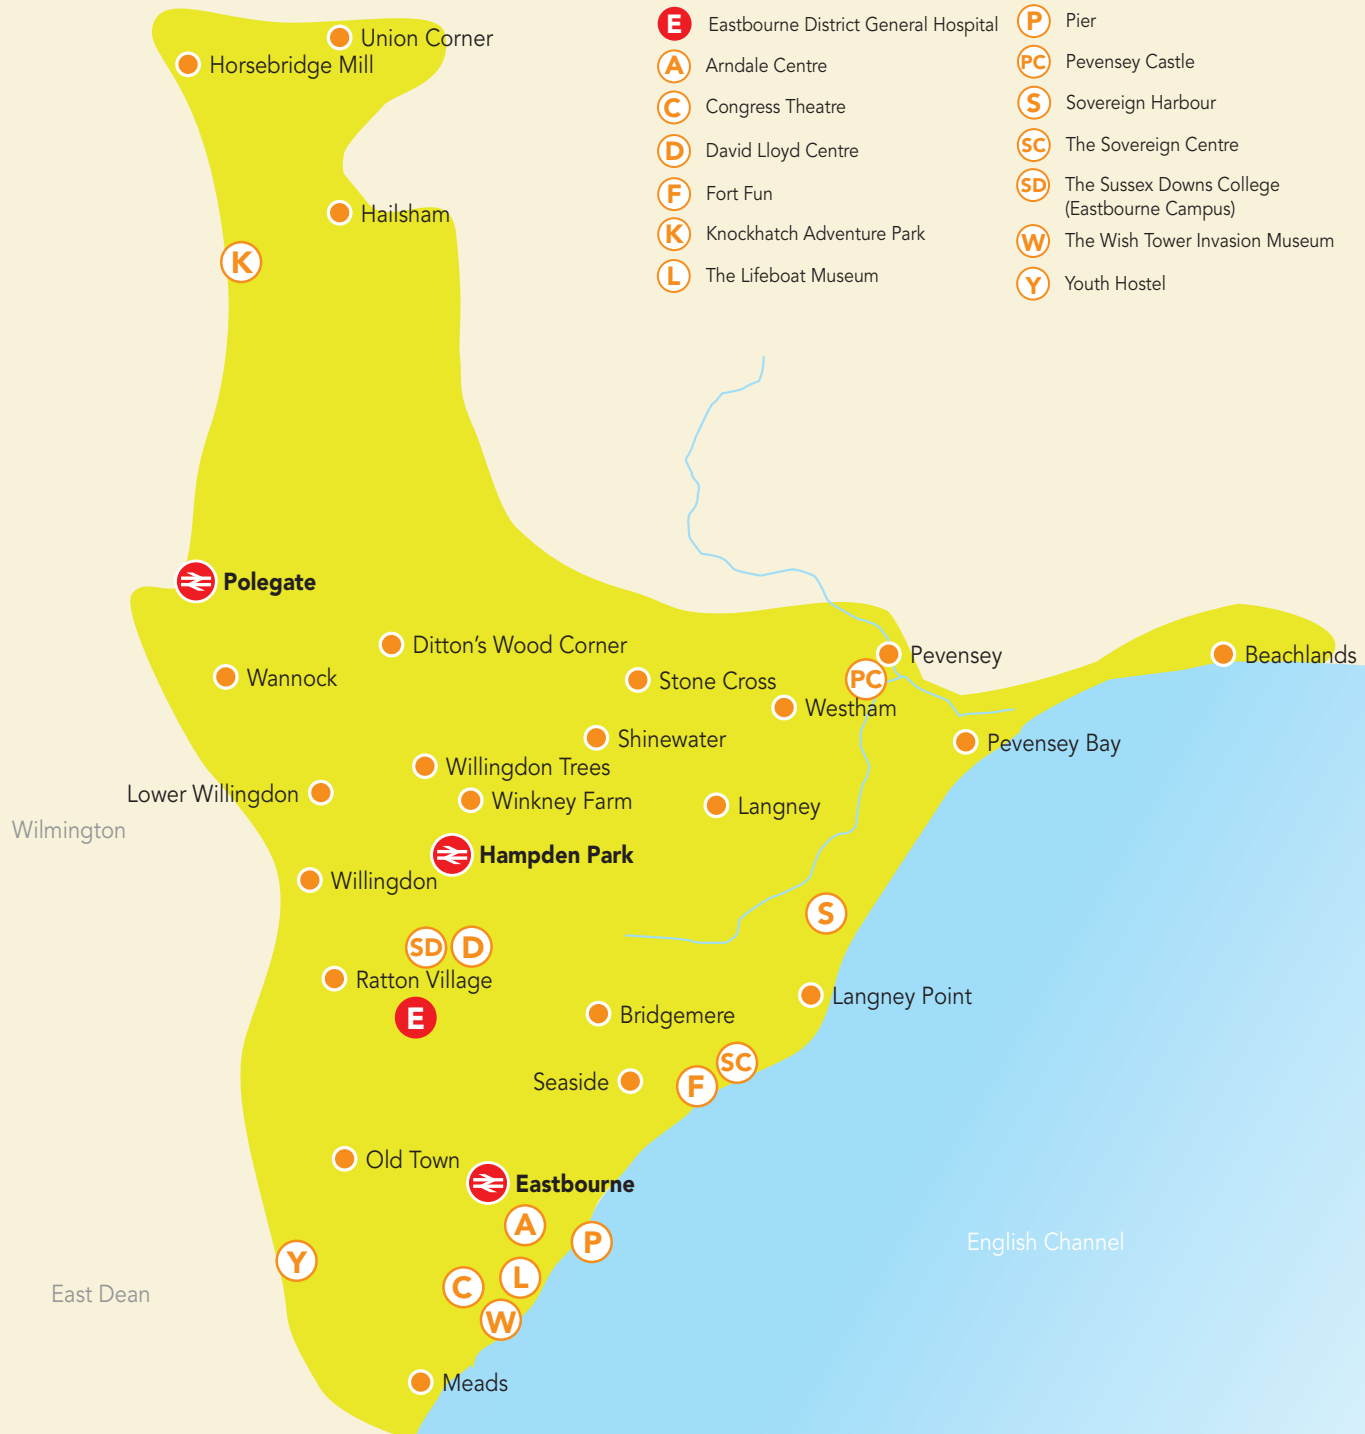 E Eastbourne District General Hospital
A Arndale Centre
C Congress Theatre
D David Lloyd Centre
F Fort Fun
K Knockhatch Adventure Park
L The Lifeboat Museum
P Pier
PC Pevensey Castle
S Sovereign Harbour
SC The Sovereign Centre
SD The Sussex Downs College
(Eastbourne Campus)
W The Wish Tower Invasion Museum
Y Youth Hostel
Union Corner
Horsebridge Mill
Hailsham
K
Polegate
Ditton's Wood Corner
Wannock
Stone Cross
Pevensey
Beachlands
PC
Westham
Shinewater
Pevensey Bay
Willingdon Trees
Lower Willingdon
Winkney Farm
Langney
Wilmington
Hampden Park
Willingdon
S
SD
D
Ratton Village
Langney Point
E
Bridgemere
SC
Seaside
F
Old Town
Eastbourne
A
P
English Channel
Y
C
L
East Dean
W
Meads